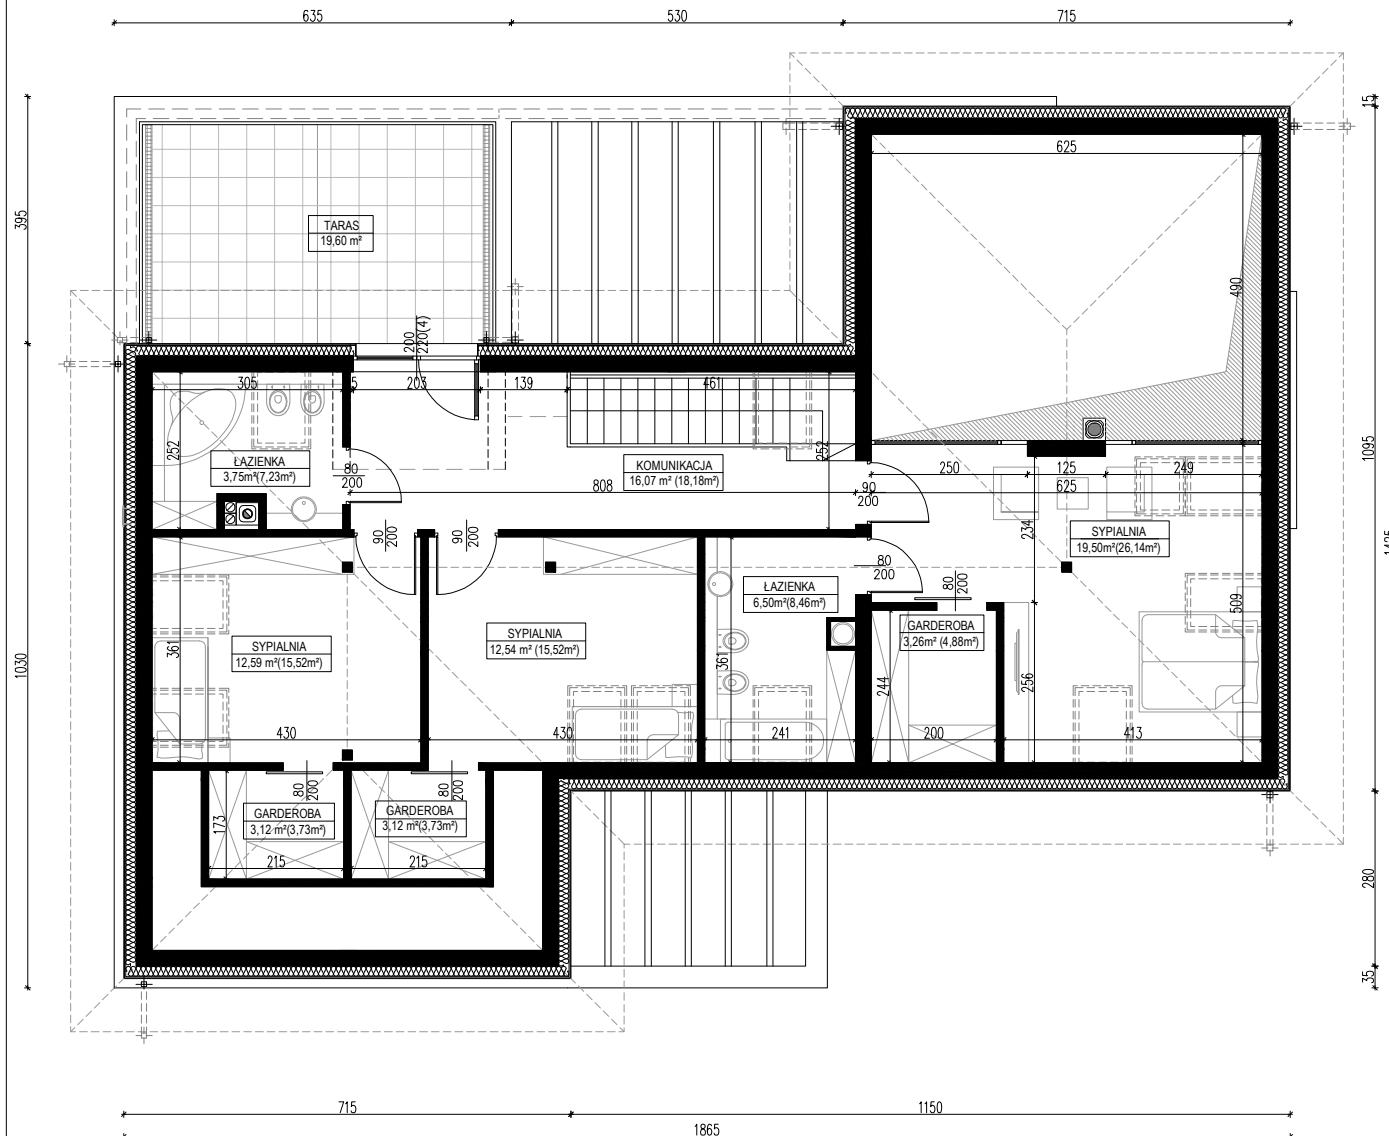 635
530
715
15
395
625
TARAS
19,60 m²
490
200
220(4)
305
5
203
139
461
252
ŁAZIENKA
3,75m²(7,23m²)
80
200
KOMUNIKACJA
16,07 m² (18,18m²)
252
808
90
200
250
125
249
625
1095
1425
90
200
90
200
234
SYPIALNIA
19,50m²(26,14m²)
80
200
ŁAZIENKA
6,50m²(8,46m²)
80
200
509
GARDEROBA
3,26m² (4,88m²)
SYPIALNIA
12,54 m² (15,52m²)
SYPIALNIA
12,59 m²(15,52m²)
361
361
1030
244
256
430
430
241
200
413
80
200
80
200
GARDEROBA
3,12 m²(3,73m²)
GARDEROBA
3,12 m²(3,73m²)
173
215
215
280
35
715
1150
1865